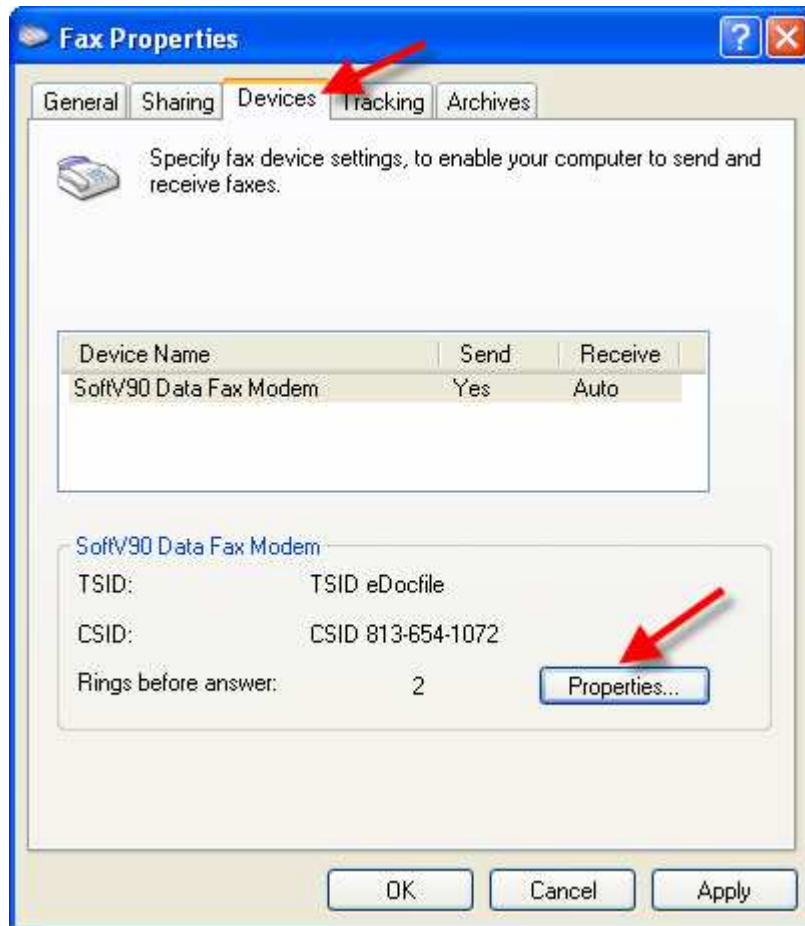 Fax Properties
?
General Sharing Devices Tracking Archives
Specify fax device settings, to enable your computer to send and
receive faxes.
Device Name Send Receive
SoftV90 Data Fax Modem Yes Auto
SoftV90 Data Fax Modem
TSID: TSID eDocfile
CSID: CSID 813-654-1072
Rings before answer: 2 Properties...
OK Cancel Apply